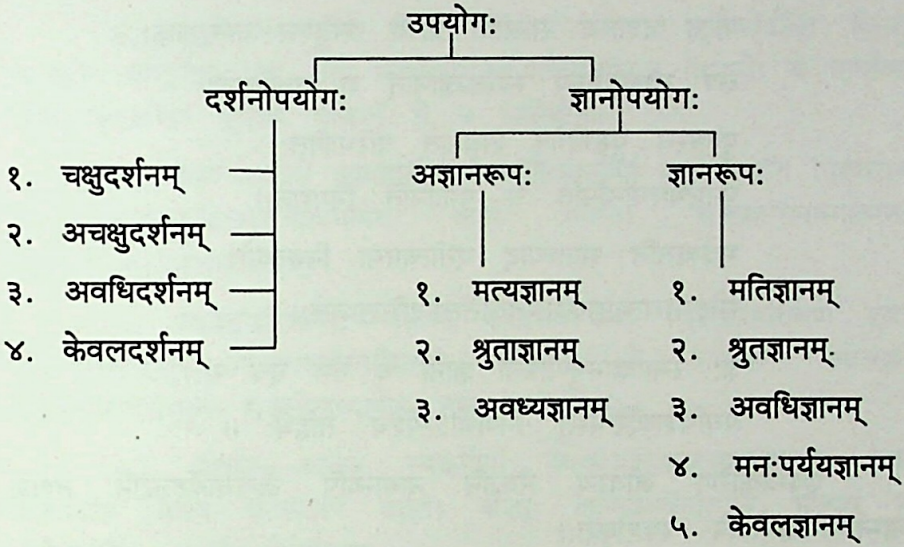 उपयोग:
दर्शनोपयोग: ज्ञानोपयोग:
१. चक्षुदर्शनम्
२. अचक्षुदर्शनम्
३. अवधिदर्शनम्
४. केवलदर्शनम्
अज्ञानरूप:
१. मत्यज्ञानम्
२. श्रुताज्ञानम्
३. अवध्यज्ञानम्
ज्ञानरूप:
१. मतिज्ञानम्
२. श्रुतज्ञानम्
३. अवधिज्ञानम्
४. मन:पर्ययज्ञानम्
५. केवलज्ञानम्